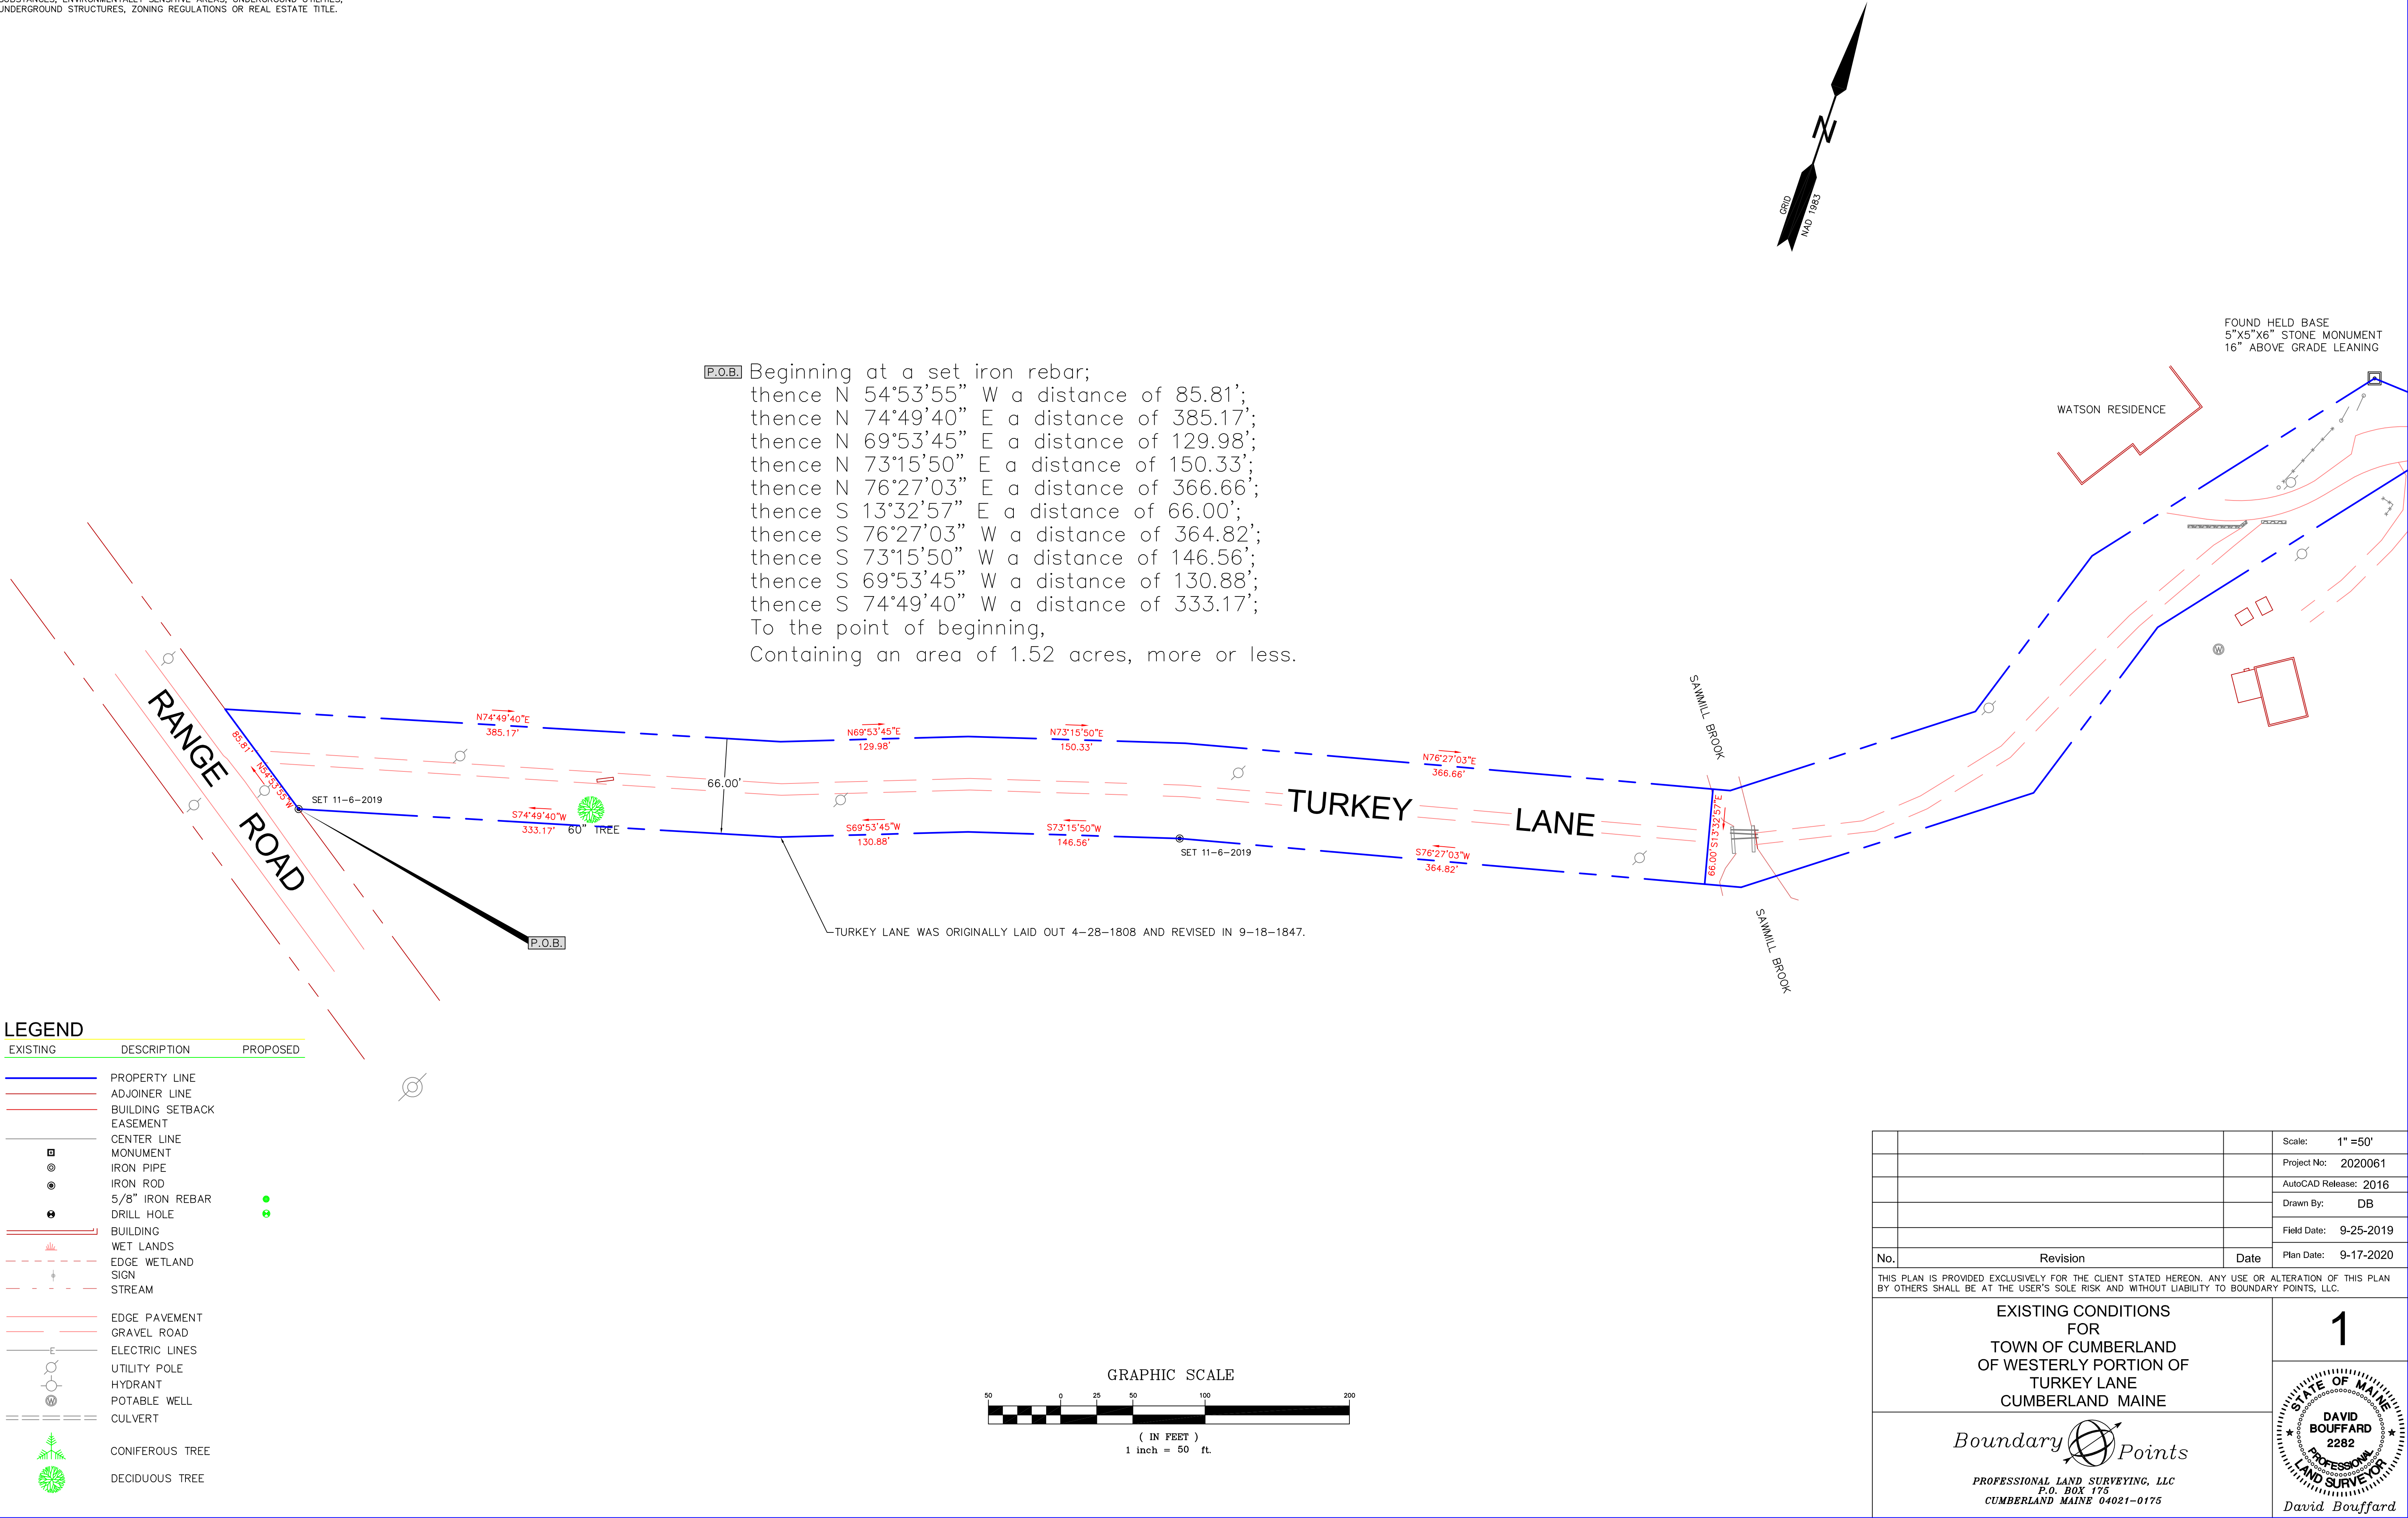 UNDERGROUND STRUCTURES, ZONING REGULATIONS OR REAL ESTATE TITLE.
N
GRID
NAD 1983
FOUND HELD BASE
5"X5"X6" STONE MONUMENT
16" ABOVE GRADE LEANING
WATSON RESIDENCE
P.O.B. Beginning at a set iron rebar;
thence N 54°53'55" W a distance of 85.81';
thence N 74°49'40" E a distance of 385.17';
thence N 69°53'45" E a distance of 129.98';
thence N 73°15'50" E a distance of 150.33';
thence N 76°27'03" E a distance of 366.66';
thence S 13°32'57" E a distance of 66.00';
thence S 76°27'03" W a distance of 364.82';
thence S 73°15'50" W a distance of 146.56';
thence S 69°53'45" W a distance of 130.88';
thence S 74°49'40" W a distance of 333.17';
To the point of beginning,
Containing an area of 1.52 acres, more or less.
RANGE ROAD
85.81'
N54°53'55"W
SET 11-6-2019
N74°49'40"E
385.17'
N69°53'45"E
129.98'
N73°15'50"E
150.33'
N76°27'03"E
366.66'
66.00'
S74°49'40"W
333.17'
60" TREE
S69°53'45"W
130.88'
S73°15'50"W
146.56'
SET 11-6-2019
TURKEY LANE
S76°27'03"W
364.82'
66.00' S13°32'57"E
SAWMILL BROOK
SAWMILL BROOK
W
P.O.B.
TURKEY LANE WAS ORIGINALLY LAID OUT 4-28-1808 AND REVISED IN 9-18-1847.
LEGEND
EXISTING DESCRIPTION PROPOSED
PROPERTY LINE
ADJOINER LINE
BUILDING SETBACK
EASEMENT
CENTER LINE
MONUMENT
IRON PIPE
IRON ROD
5/8" IRON REBAR
DRILL HOLE
BUILDING
WET LANDS
EDGE WETLAND
SIGN
STREAM
EDGE PAVEMENT
GRAVEL ROAD
E ELECTRIC LINES
UTILITY POLE
HYDRANT
W POTABLE WELL
CULVERT
CONIFEROUS TREE
DECIDUOUS TREE
GRAPHIC SCALE
50 0 25 50 100 200
( IN FEET )
1 inch = 50 ft.
Scale: 1" =50'
Project No: 2020061
AutoCAD Release: 2016
Drawn By: DB
Field Date: 9-25-2019
No. Revision Date Plan Date: 9-17-2020
THIS PLAN IS PROVIDED EXCLUSIVELY FOR THE CLIENT STATED HEREON. ANY USE OR ALTERATION OF THIS PLAN
BY OTHERS SHALL BE AT THE USER'S SOLE RISK AND WITHOUT LIABILITY TO BOUNDARY POINTS, LLC.
EXISTING CONDITIONS
FOR
TOWN OF CUMBERLAND
OF WESTERLY PORTION OF
TURKEY LANE
CUMBERLAND MAINE
1
Boundary Points
PROFESSIONAL LAND SURVEYING, LLC
P.O. BOX 175
CUMBERLAND MAINE 04021-0175
STATE OF MAINE
DAVID
BOUFFARD
2282
PROFESSIONAL
LAND SURVEYOR
David Bouffard